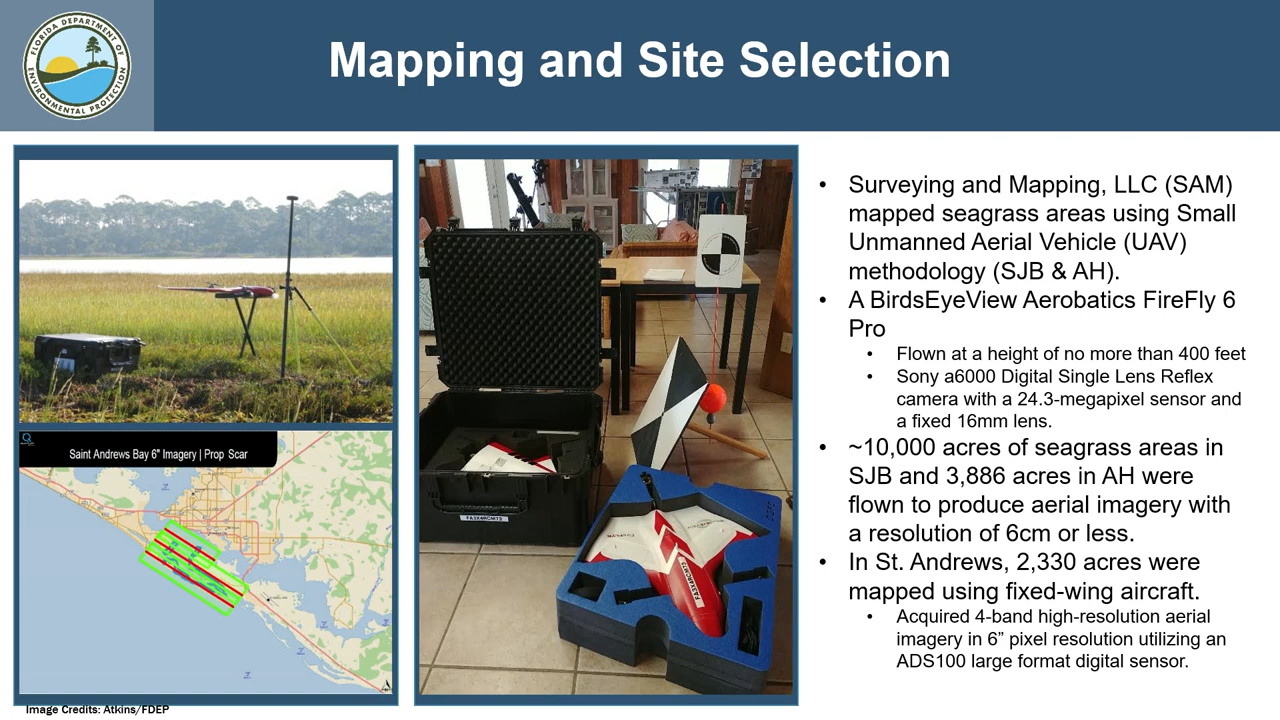 FLORIDA DEPARTMENT OF
ENVIRONMENTAL PROTECTION
Mapping and Site Selection
Saint Andrews Bay 6" Imagery | Prop Scar
• Surveying and Mapping, LLC (SAM)
mapped seagrass areas using Small
Unmanned Aerial Vehicle (UAV)
methodology (SJB & AH).
• A BirdsEyeView Aerobatics FireFly 6
Pro
• Flown at a height of no more than 400 feet
• Sony a6000 Digital Single Lens Reflex
camera with a 24.3-megapixel sensor and
a fixed 16mm lens.
• ~10,000 acres of seagrass areas in
SJB and 3,886 acres in AH were
flown to produce aerial imagery with
a resolution of 6cm or less.
• In St. Andrews, 2,330 acres were
mapped using fixed-wing aircraft.
• Acquired 4-band high-resolution aerial
imagery in 6” pixel resolution utilizing an
ADS100 large format digital sensor.
Image Credits: Atkins/FDEP